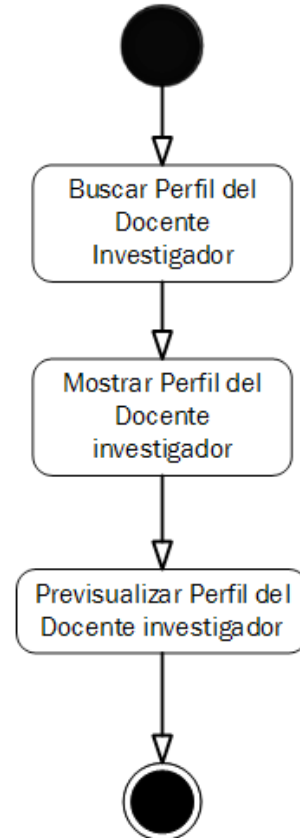 Buscar Perfil del
Docente
Investigador
Mostrar Perfil del
Docente
investigador
Previsualizar Perfil del
Docente investigador